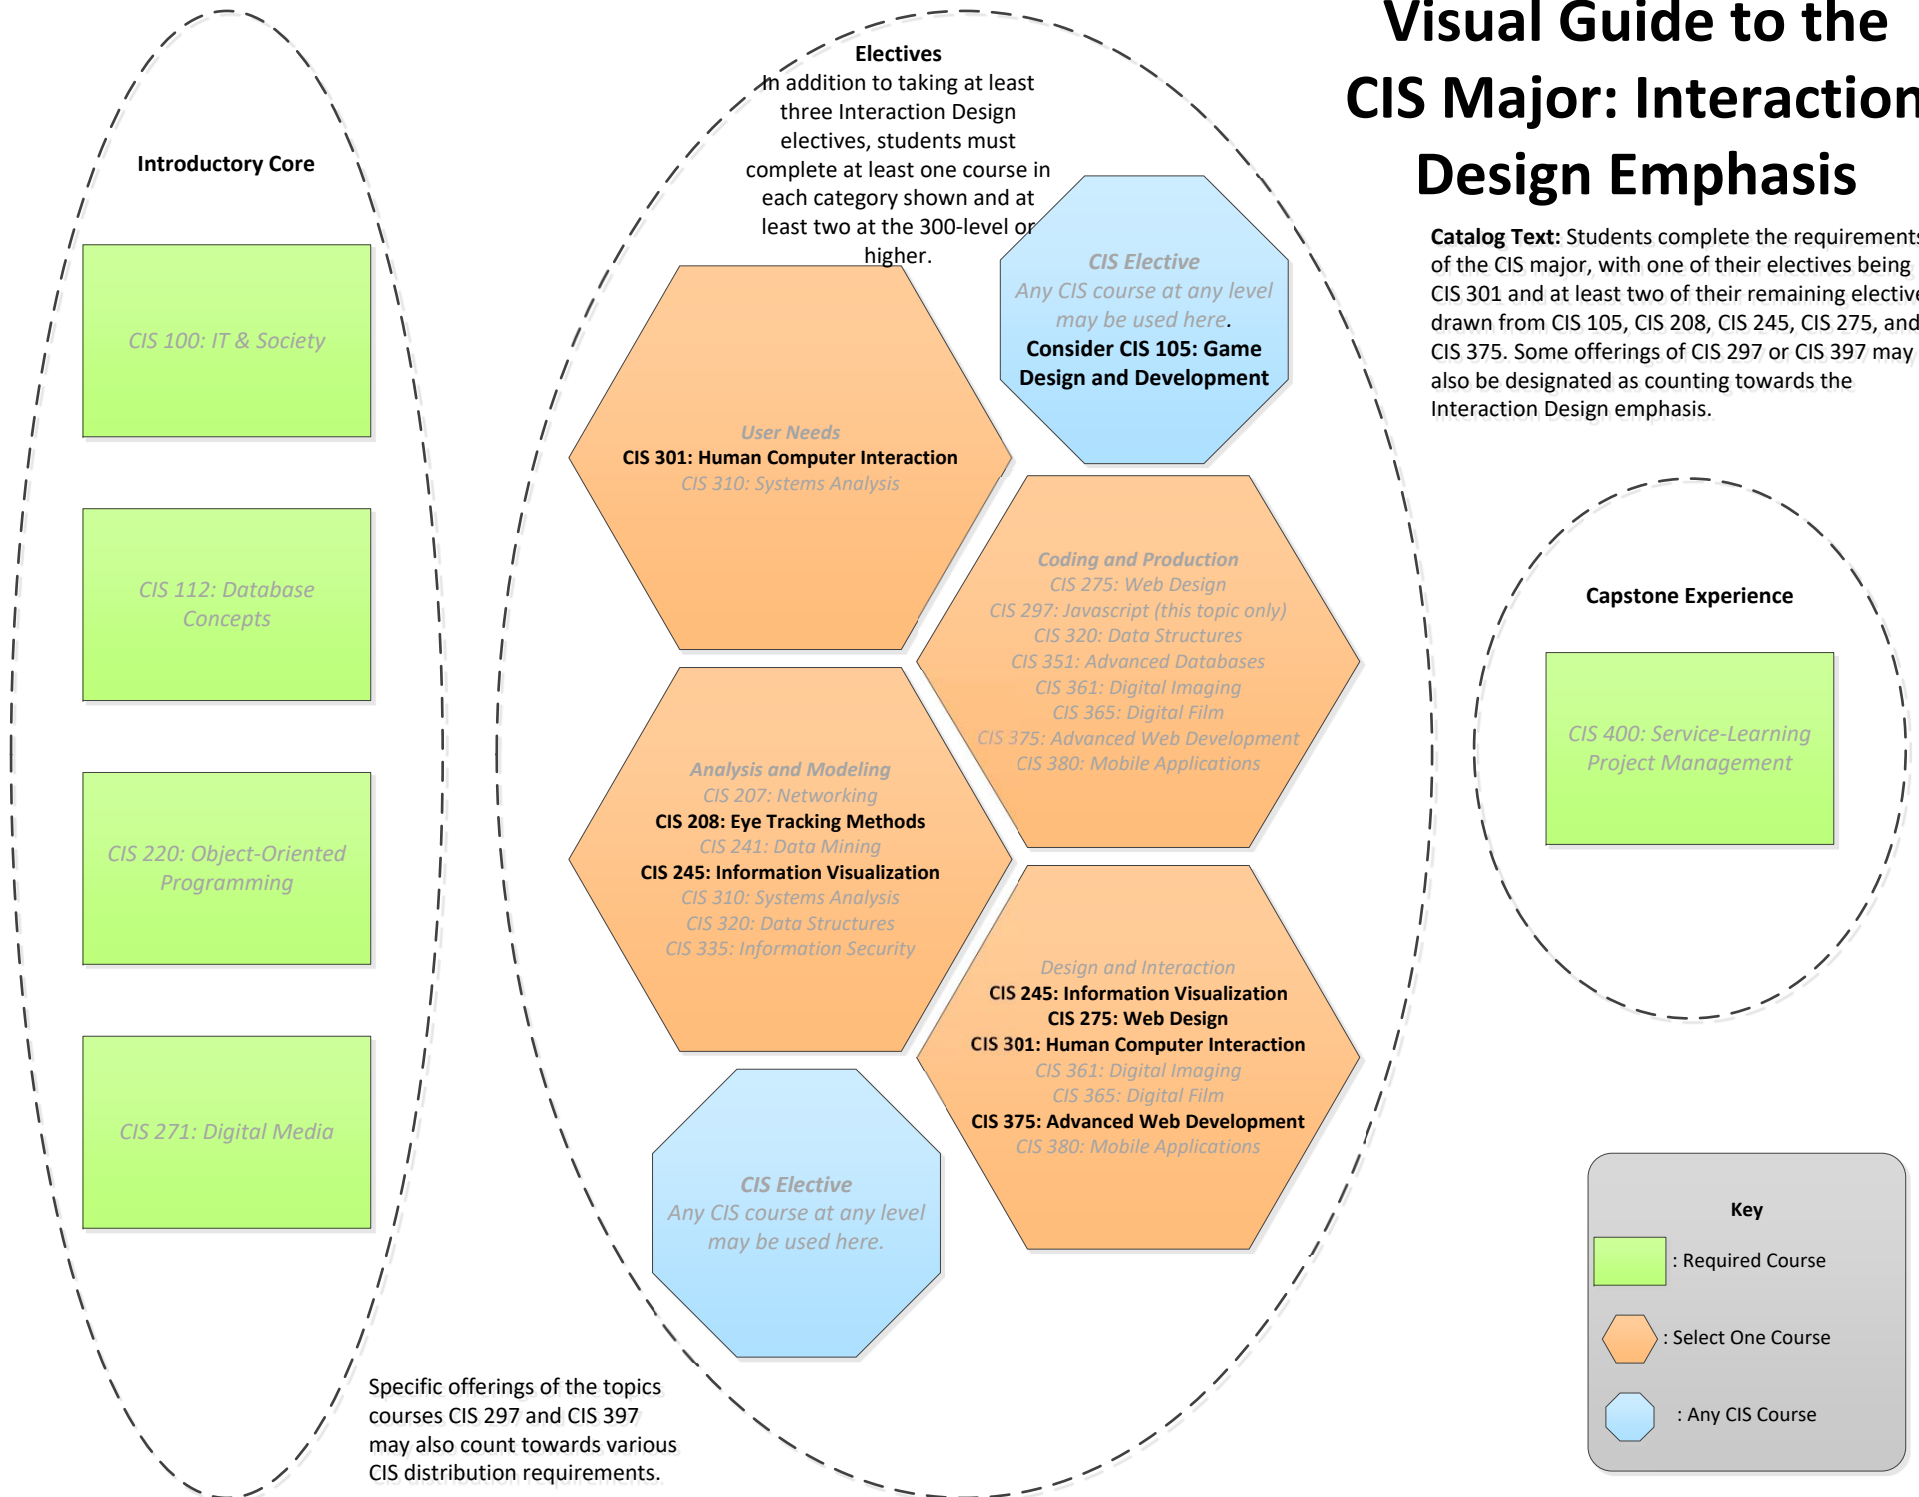 Visual Guide to the
CIS Major: Interaction
Design Emphasis
Catalog Text: Students complete the requirements
of the CIS major, with one of their electives being
CIS 301 and at least two of their remaining elective
drawn from CIS 105, CIS 208, CIS 245, CIS 275, and
CIS 375. Some offerings of CIS 297 or CIS 397 may
also be designated as counting towards the
Interaction Design emphasis.
Introductory Core
CIS 100: IT & Society
CIS 112: Database
Concepts
CIS 220: Object-Oriented
Programming
CIS 271: Digital Media
Electives
In addition to taking at least
three Interaction Design
electives, students must
complete at least one course in
each category shown and at
least two at the 300-level or
higher.
CIS Elective
Any CIS course at any level
may be used here.
Consider CIS 105: Game
Design and Development
User Needs
CIS 301: Human Computer Interaction
CIS 310: Systems Analysis
Coding and Production
CIS 275: Web Design
CIS 297: Javascript (this topic only)
CIS 320: Data Structures
CIS 351: Advanced Databases
CIS 361: Digital Imaging
CIS 365: Digital Film
CIS 375: Advanced Web Development
CIS 380: Mobile Applications
Analysis and Modeling
CIS 207: Networking
CIS 208: Eye Tracking Methods
CIS 241: Data Mining
CIS 245: Information Visualization
CIS 310: Systems Analysis
CIS 320: Data Structures
CIS 335: Information Security
Design and Interaction
CIS 245: Information Visualization
CIS 275: Web Design
CIS 301: Human Computer Interaction
CIS 361: Digital Imaging
CIS 365: Digital Film
CIS 375: Advanced Web Development
CIS 380: Mobile Applications
CIS Elective
Any CIS course at any level
may be used here.
Specific offerings of the topics
courses CIS 297 and CIS 397
may also count towards various
CIS distribution requirements.
Capstone Experience
CIS 400: Service-Learning
Project Management
Key
: Required Course
: Select One Course
: Any CIS Course